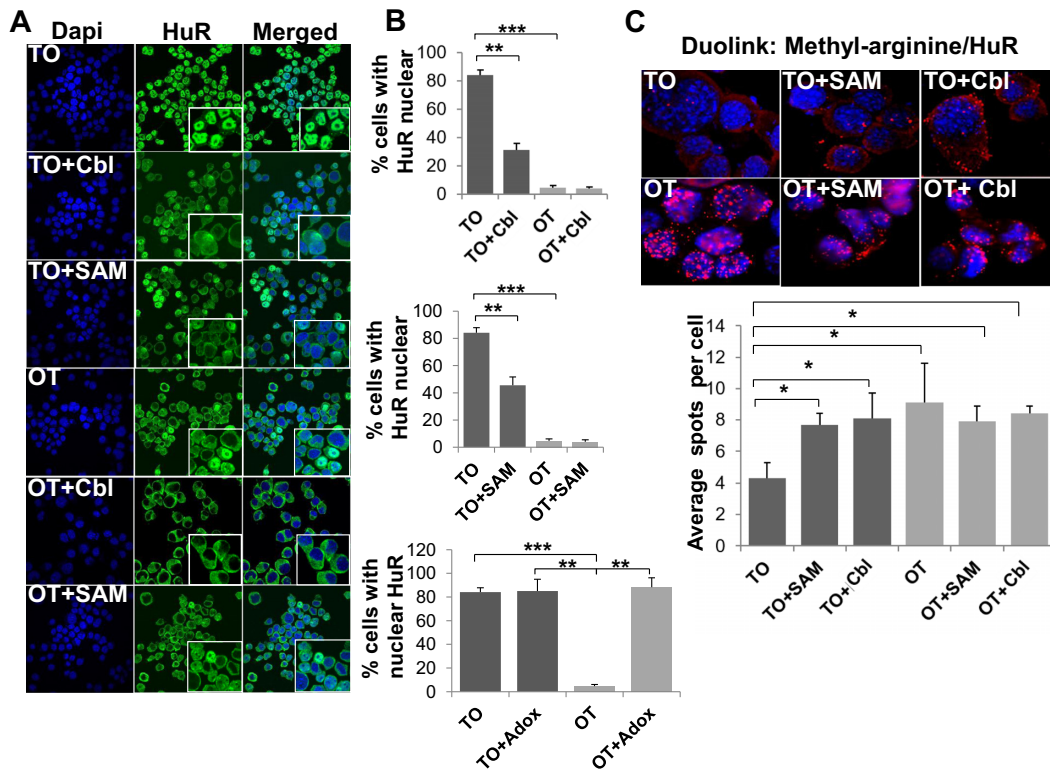 A
Dapi HuR Merged
TO
TO+Cbl
TO+SAM
OT
OT+Cbl
OT+SAM
B
% cells with
HuR nuclear
100
80
60
40
20
0
***
**
TO TO+Cbl OT OT+Cbl
% cells with
HuR nuclear
100
80
60
40
20
0
***
**
TO TO+SAM OT OT+SAM
% cells with
nuclear HuR
120
100
80
60
40
20
0
***
** **
TO TO+Adox OT OT+Adox
C
Duolink: Methyl-arginine/HuR
TO TO+SAM TO+Cbl
OT OT+SAM OT+ Cbl
Average spots per cell
14
12
10
8
6
4
2
0
*
*
*
*
*
TO TO+SAM TO+Cbl OT OT+SAM OT+Cbl